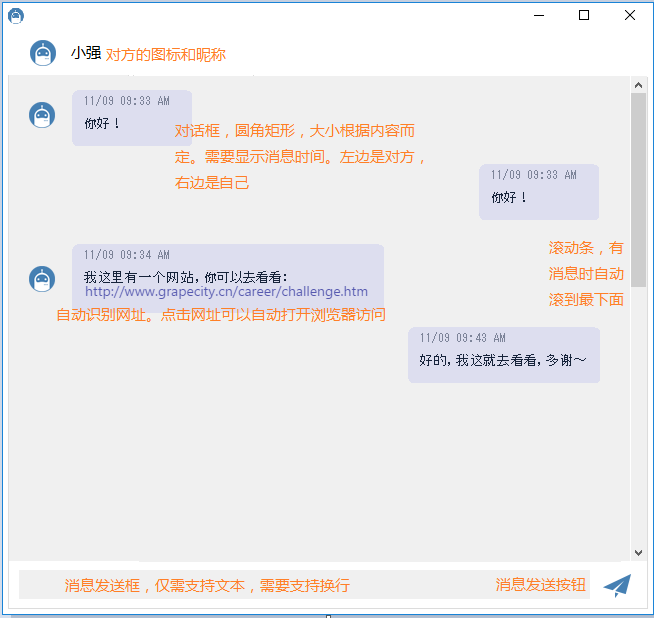 小强 对方的图标和昵称
11/09 09:33 AM
你好！
对话框，圆角矩形，大小根据内容而
定。需要显示消息时间。左边是对方，
右边是自己
11/09 09:33 AM
你好！
11/09 09:34 AM
我这里有一个网站，你可以去看看：
http://www.grapecity.cn/career/challenge.htm
自动识别网址。点击网址可以自动打开浏览器访问
滚动条，有
消息时自动
滚到最下面
11/09 09:43 AM
好的，我这就去看看，多谢～
消息发送框，仅需支持文本，需要支持换行 消息发送按钮